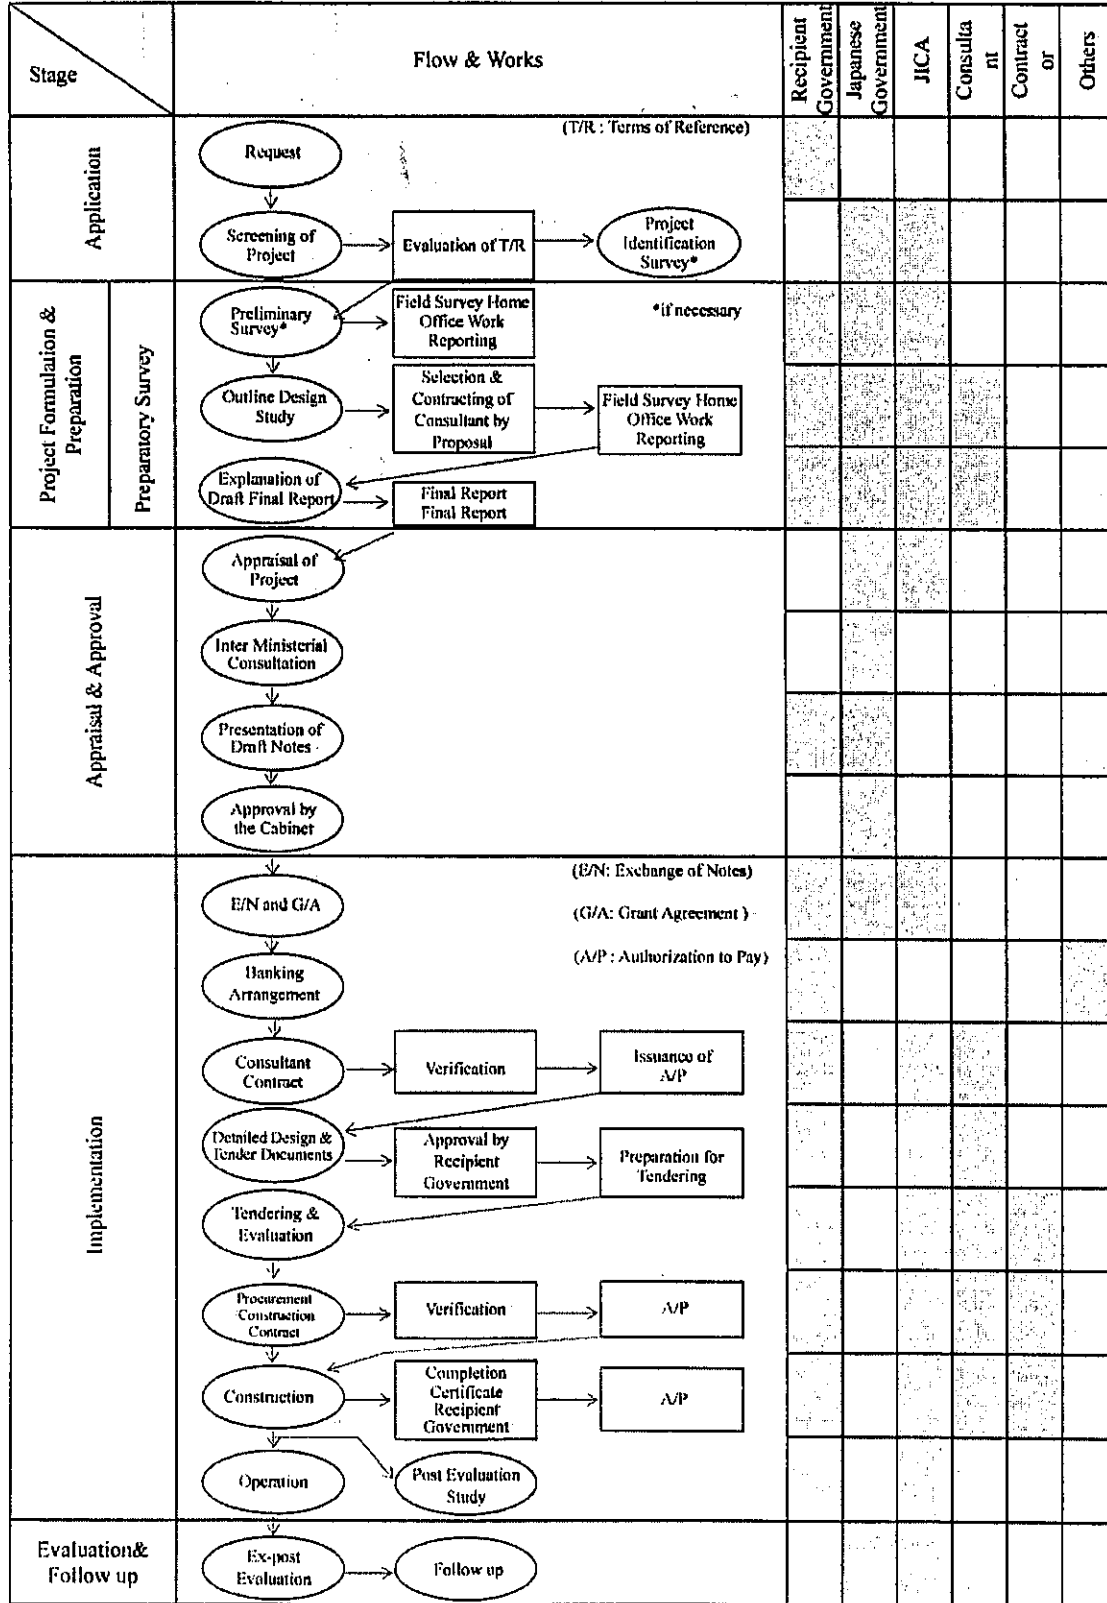 Stage
Flow & Works
Recipient
Government
Japanese
Government
JICA
Consulta
nt
Contract
or
Others
Application
(T/R : Terms of Reference)
Request
Screening of
Project
Evaluation of T/R
Project
Identification
Survey*
Project Formulation &
Preparation
Preparatory Survey
Preliminary
Survey*
Field Survey Home
Office Work
Reporting
*if necessary
Outline Design
Study
Selection &
Contracting of
Consultant by
Proposal
Field Survey Home
Office Work
Reporting
Explanation of
Draft Final Report
Final Report
Final Report
Appraisal & Approval
Appraisal of
Project
Inter Ministerial
Consultation
Presentation of
Draft Notes
Approval by
the Cabinet
Implementation
E/N and G/A
(E/N: Exchange of Notes)
(G/A: Grant Agreement )
(A/P : Authorization to Pay)
Banking
Arrangement
Consultant
Contract
Verification
Issuance of
A/P
Detailed Design &
Tender Documents
Approval by
Recipient
Government
Preparation for
Tendering
Tendering &
Evaluation
Procurement
Construction
Contract
Verification
A/P
Construction
Completion
Certificate
Recipient
Government
A/P
Operation
Post Evaluation
Study
Evaluation&
Follow up
Ex-post
Evaluation
Follow up